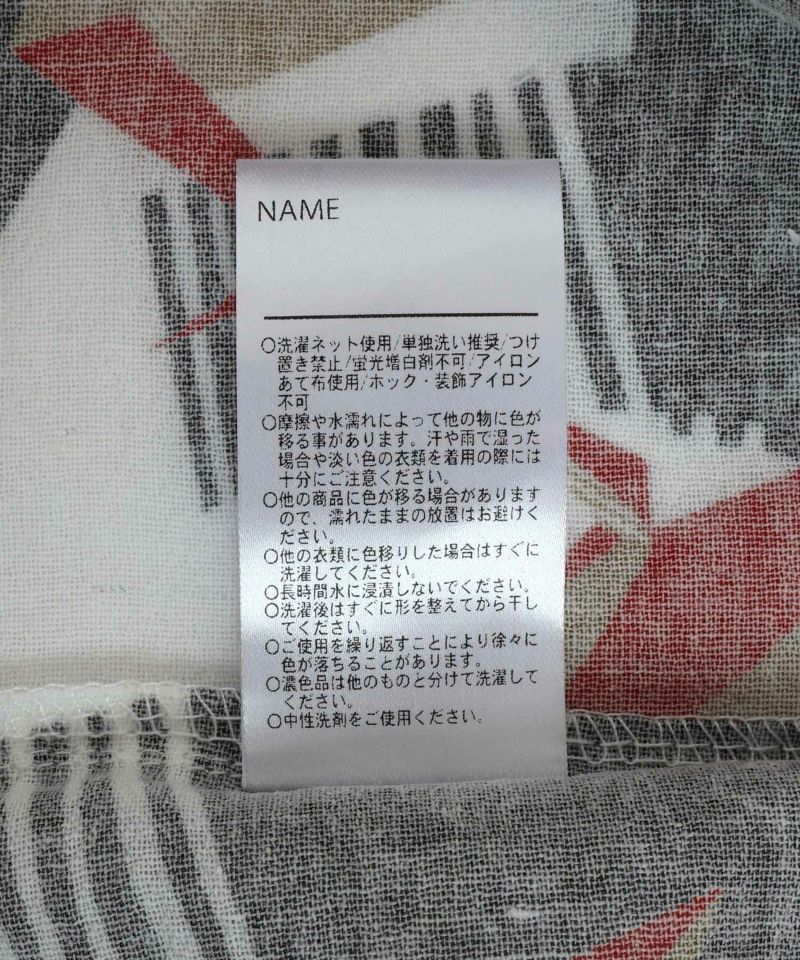 NAME
○洗濯ネット使用/単独洗い推奨/つけ
置き禁止/蛍光増白剤不可/アイロン
あて布使用/ホック・装飾アイロン
不可
○摩擦や水濡れによって他の物に色が
移る事があります。汗や雨で湿った
場合や淡い色の衣類を着用の際には
十分にご注意ください。
○他の商品に色が移る場合があります
ので、濡れたままの放置はお避けく
ださい。
○他の衣類に色移りした場合はすぐに
洗濯してください。
○長時間水に浸漬しないでください。
○洗濯後はすぐに形を整えてから干し
てください。
○ご使用を繰り返すことにより徐々に
色が落ちることがあります。
○濃色品は他のものと分けて洗濯して
ください。
○中性洗剤をご使用ください。